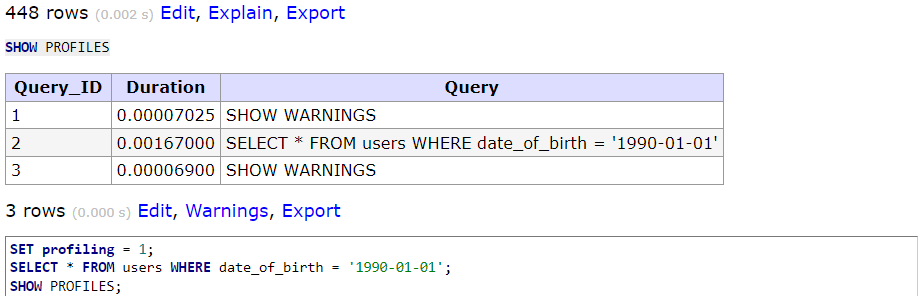 448 rows (0.002 s) Edit, Explain, Export
SHOW PROFILES
Query_ID Duration Query
1 0.00007025 SHOW WARNINGS
2 0.00167000 SELECT * FROM users WHERE date_of_birth = '1990-01-01'
3 0.00006900 SHOW WARNINGS
3 rows (0.000 s) Edit, Warnings, Export
SET profiling = 1;
SELECT * FROM users WHERE date_of_birth = '1990-01-01';
SHOW PROFILES;